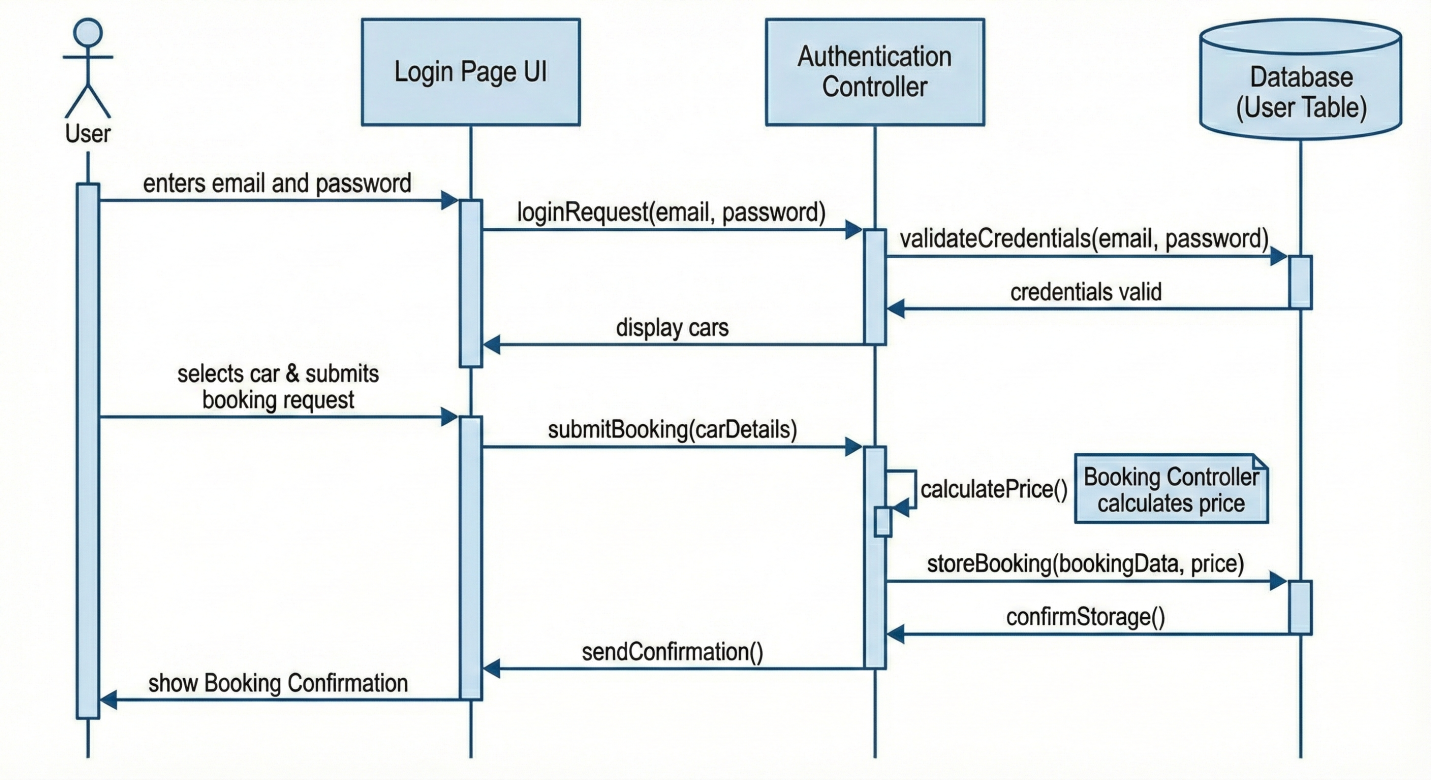 User
Login Page UI
Authentication
Controller
Database
(User Table)
enters email and password
loginRequest(email, password)
validateCredentials(email, password)
credentials valid
display cars
selects car & submits
booking request
submitBooking(carDetails)
calculatePrice()
Booking Controller
calculates price
storeBooking(bookingData, price)
confirmStorage()
sendConfirmation()
show Booking Confirmation